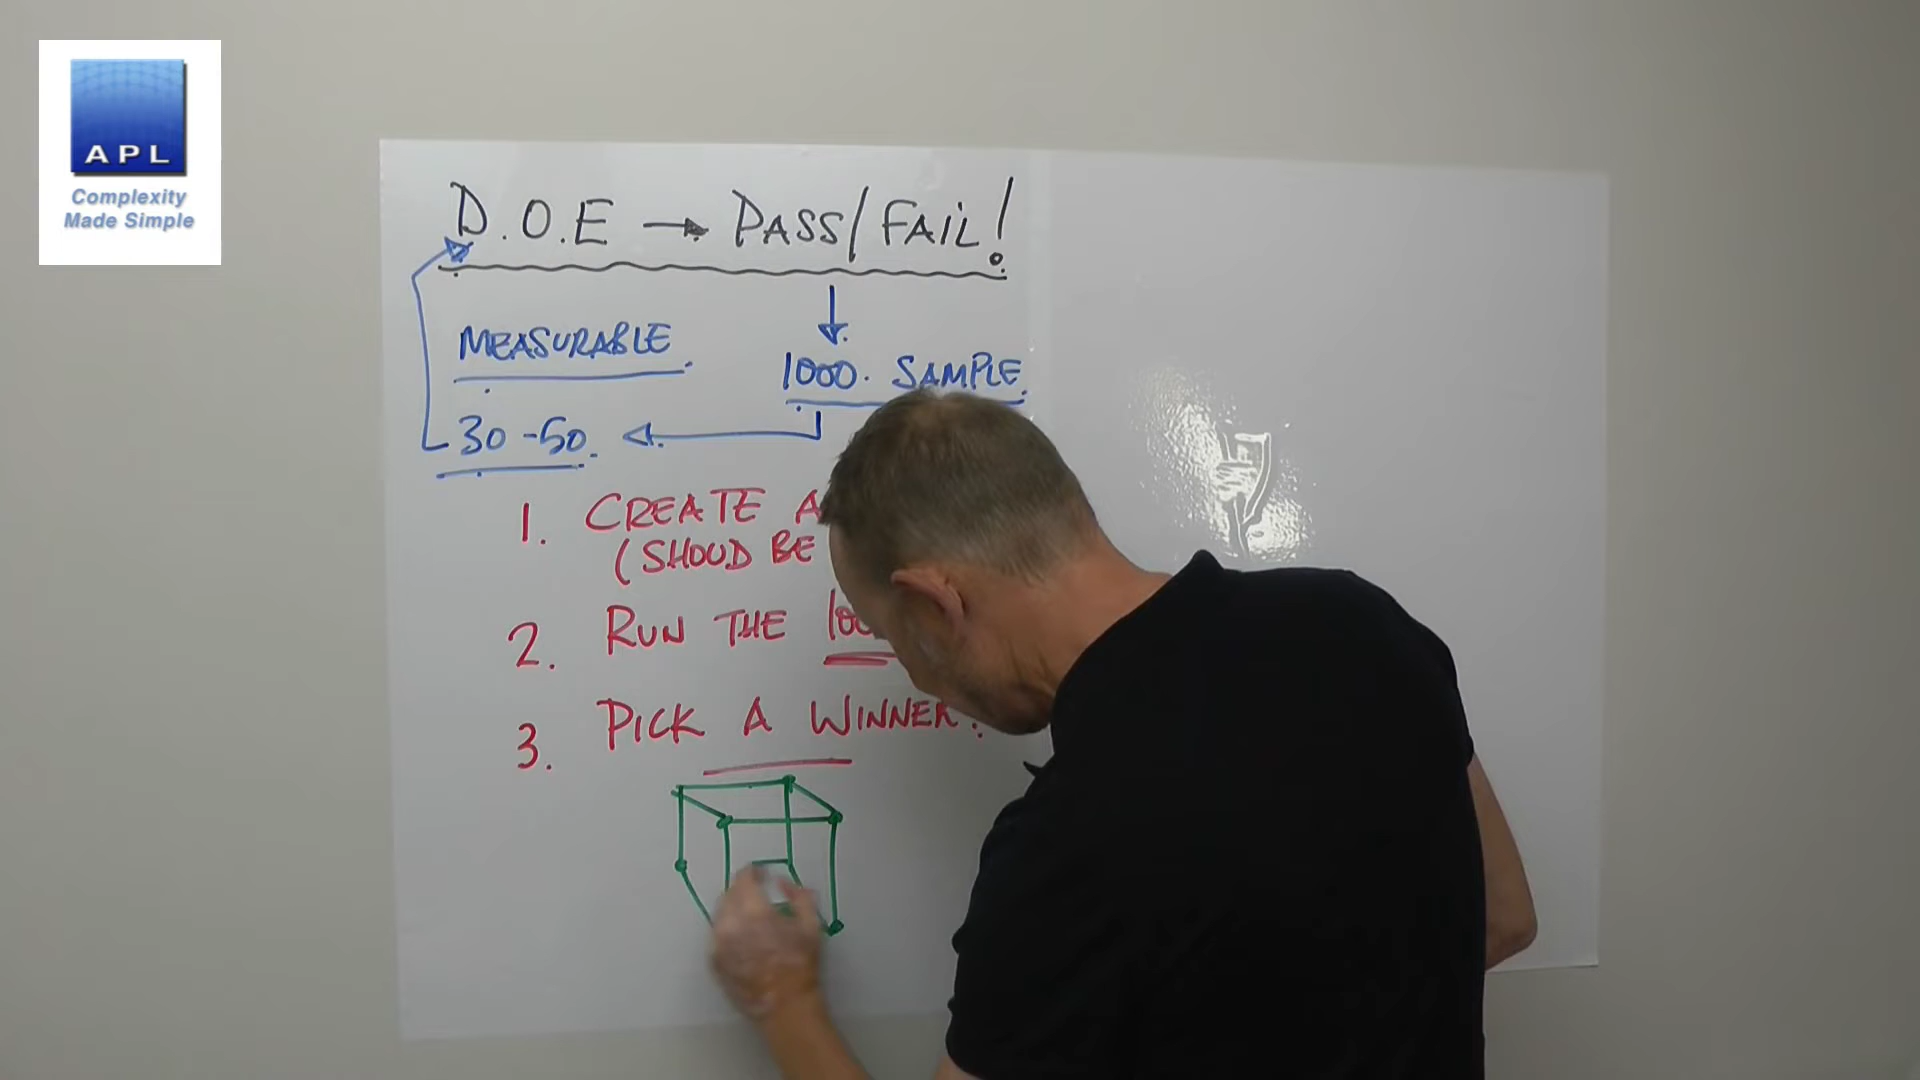 APL
Complexity
Made Simple
D.O.E → PASS/FAIL!
MEASURABLE
1000. SAMPLE
30-50
1. CREATE A
(SHOUD BE
2. RUN THE
3. PICK A WINNER!